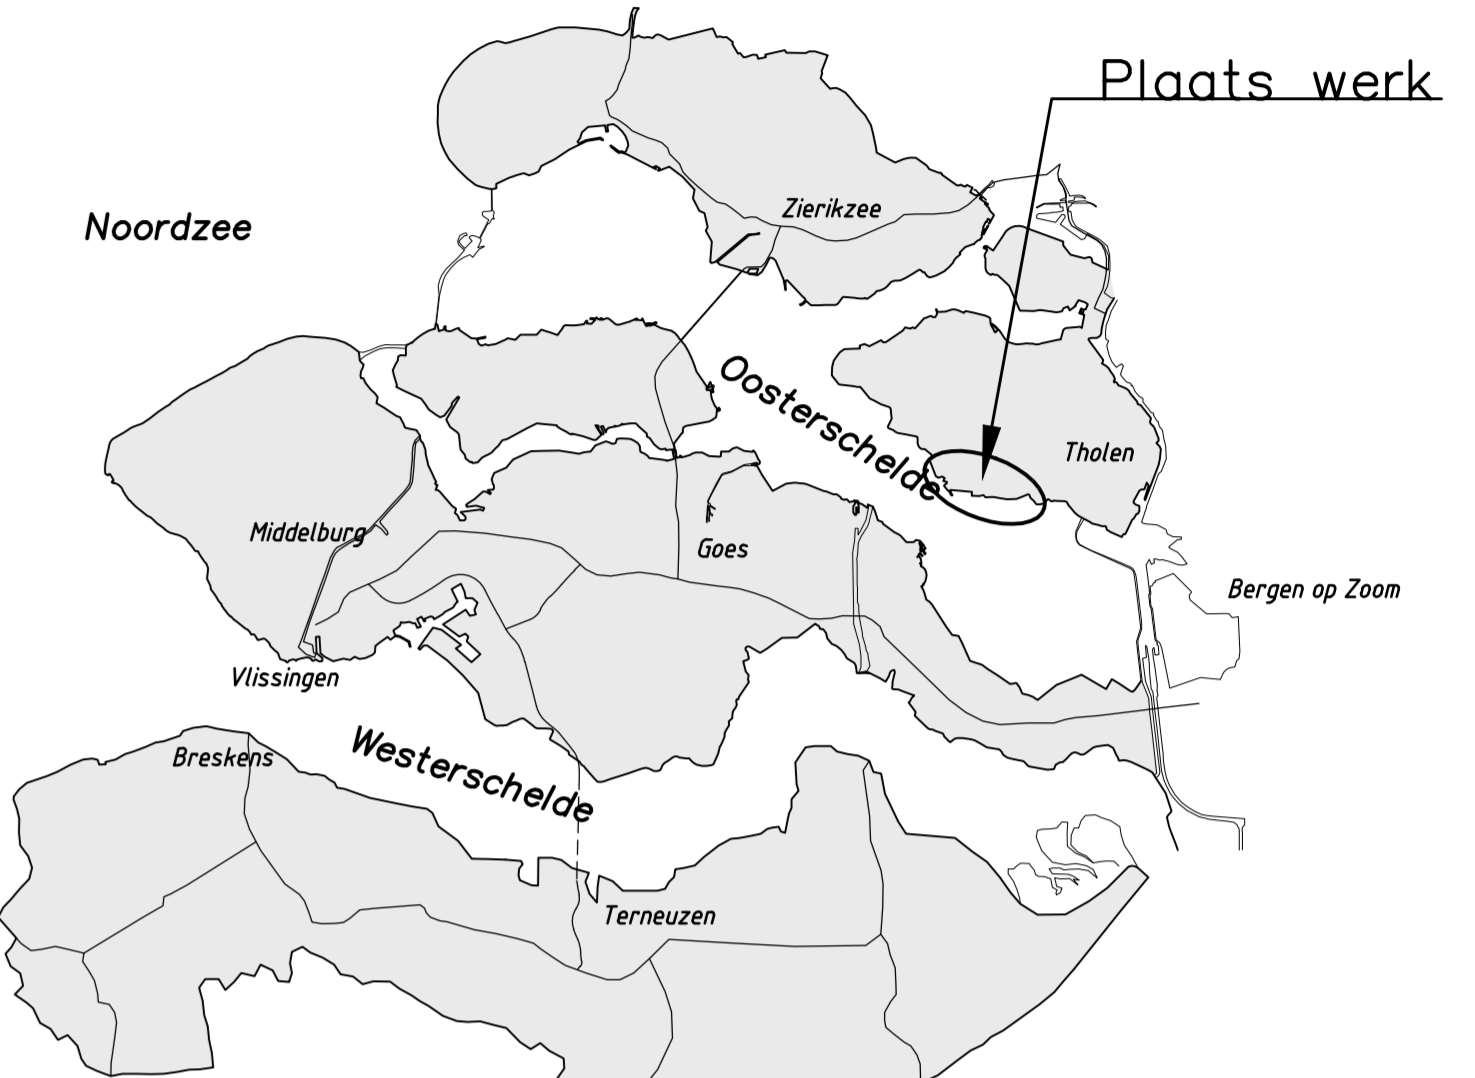 Plaats werk
Zierikzee
Noordzee
Oosterschelde
Tholen
Middelburg
Goes
Bergen op Zoom
Vlissingen
Westerschelde
Breskens
Terneuzen